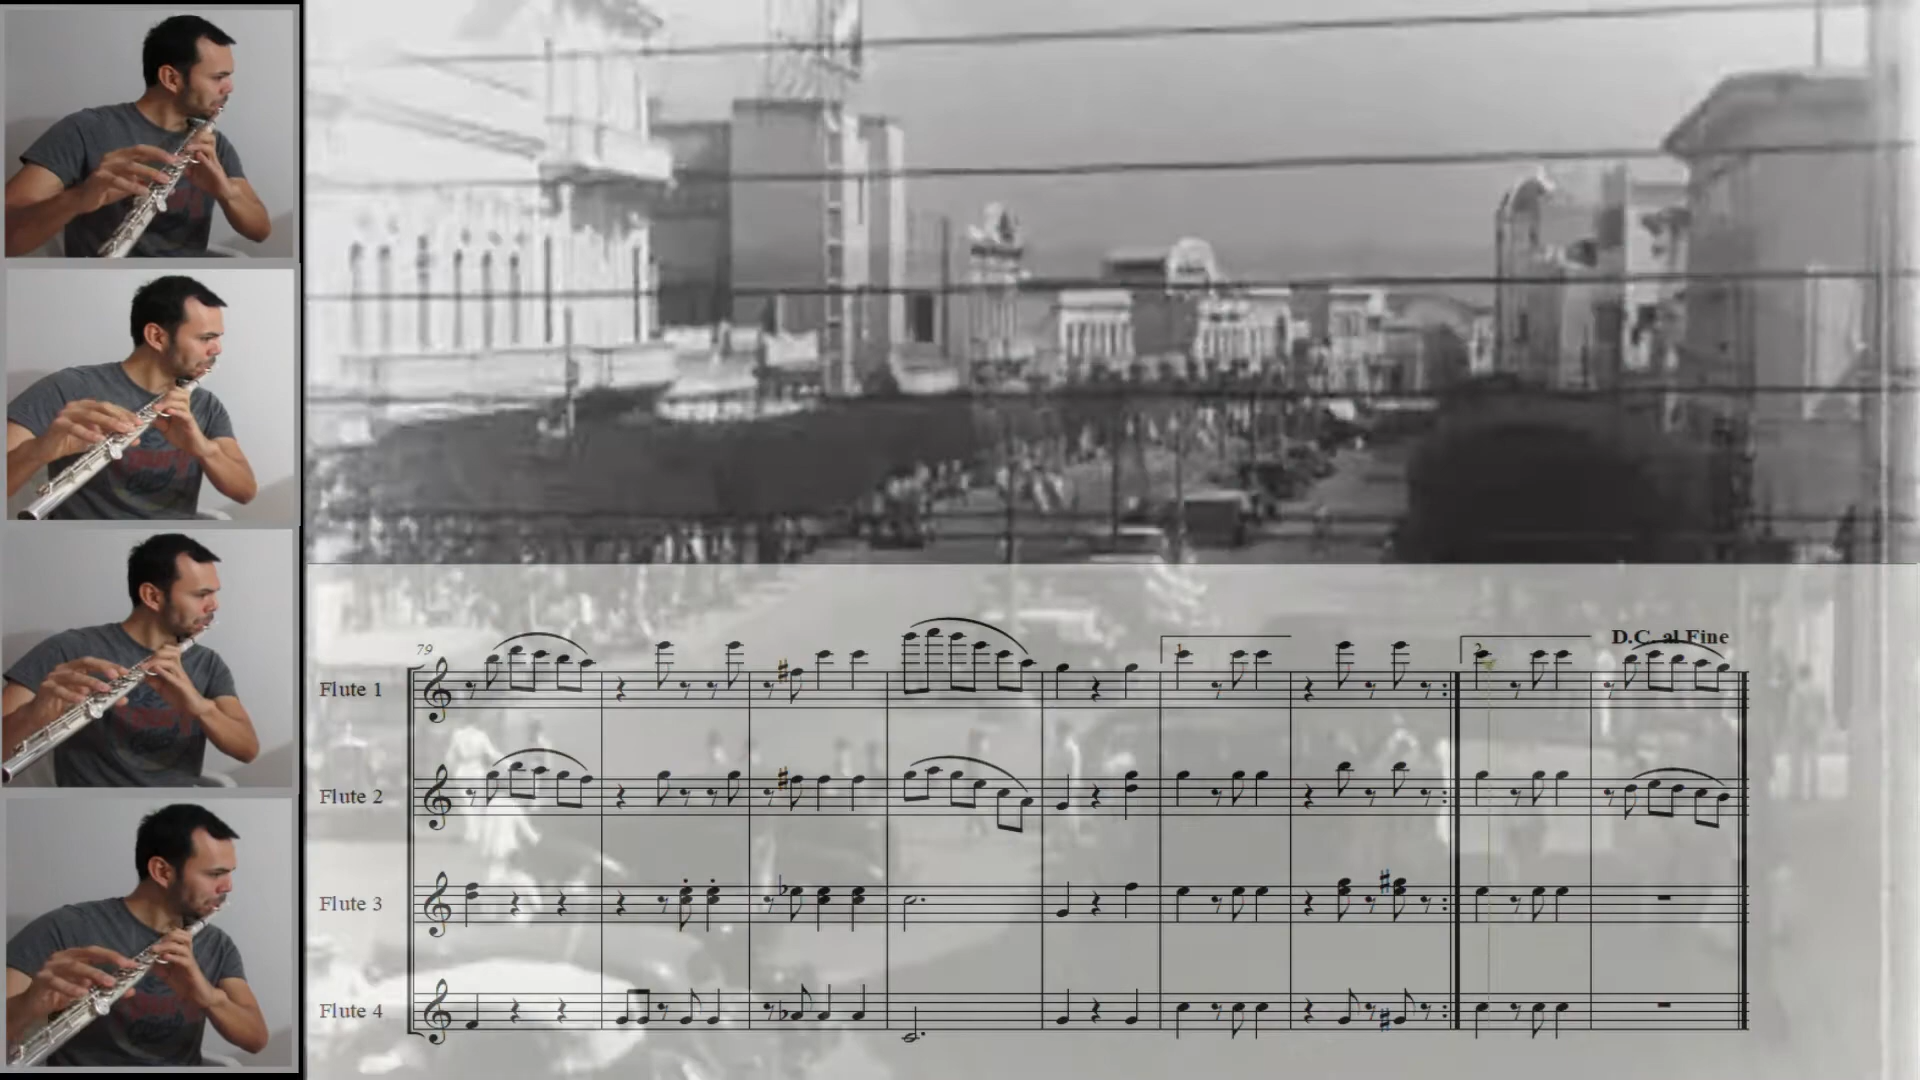 D.C. al Fine
79
1.
2.
Flute 1
Flute 2
Flute 3
Flute 4